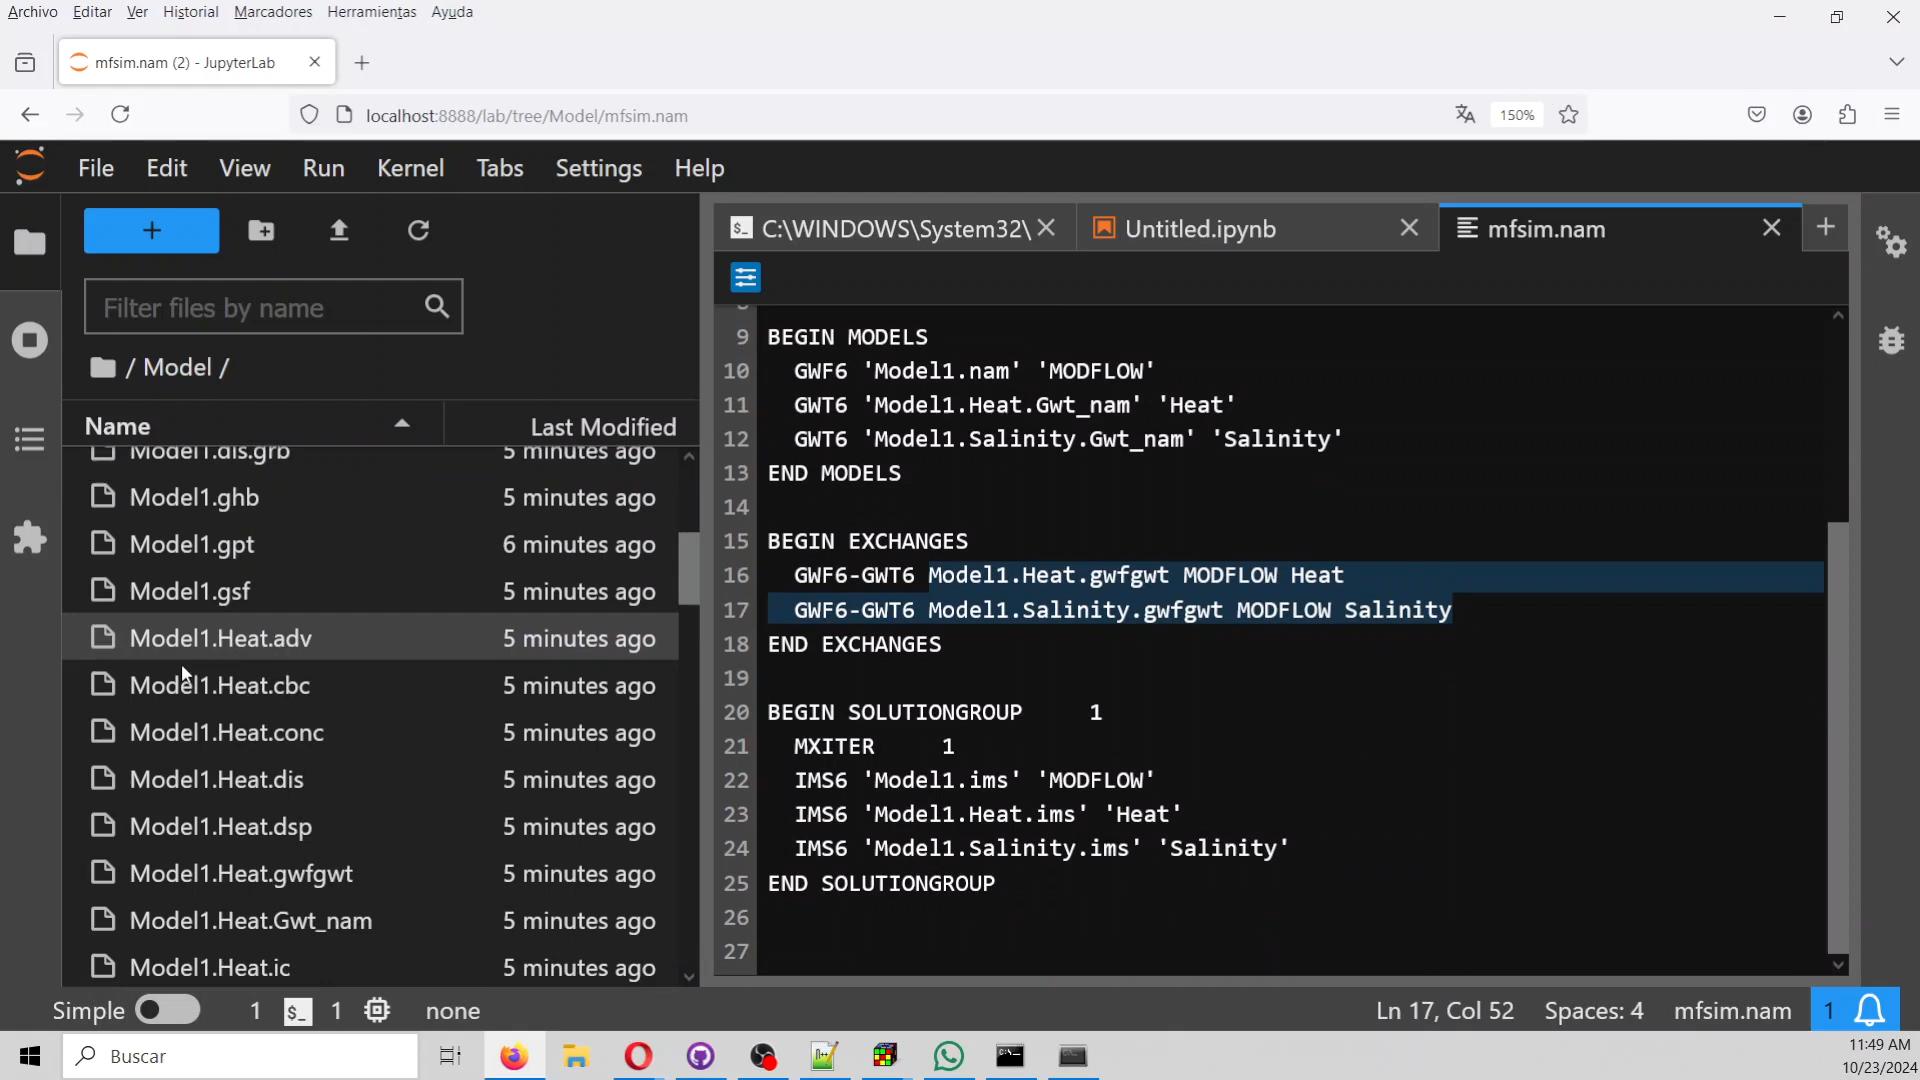 Archivo Editar Ver Historial Marcadores Herramientas Ayuda
mfsim.nam (2) - JupyterLab
localhost:8888/lab/tree/Model/mfsim.nam
150%
File Edit View Run Kernel Tabs Settings Help
+
C:\WINDOWS\System32\
Untitled.ipynb
mfsim.nam
Filter files by name
/ Model /
Name Last Modified
Model1.dis.grb 5 minutes ago
Model1.ghb 5 minutes ago
Model1.gpt 6 minutes ago
Model1.gsf 5 minutes ago
Model1.Heat.adv 5 minutes ago
Model1.Heat.cbc 5 minutes ago
Model1.Heat.conc 5 minutes ago
Model1.Heat.dis 5 minutes ago
Model1.Heat.dsp 5 minutes ago
Model1.Heat.gwfgwt 5 minutes ago
Model1.Heat.Gwt_nam 5 minutes ago
Model1.Heat.ic 5 minutes ago
9 BEGIN MODELS
10 GWF6 'Model1.nam' 'MODFLOW'
11 GWT6 'Model1.Heat.Gwt_nam' 'Heat'
12 GWT6 'Model1.Salinity.Gwt_nam' 'Salinity'
13 END MODELS
14
15 BEGIN EXCHANGES
16 GWF6-GWT6 Model1.Heat.gwfgwt MODFLOW Heat
17 GWF6-GWT6 Model1.Salinity.gwfgwt MODFLOW Salinity
18 END EXCHANGES
19
20 BEGIN SOLUTIONGROUP 1
21 MXITER 1
22 IMS6 'Model1.ims' 'MODFLOW'
23 IMS6 'Model1.Heat.ims' 'Heat'
24 IMS6 'Model1.Salinity.ims' 'Salinity'
25 END SOLUTIONGROUP
26
27
Simple 1 $_ 1 none
Ln 17, Col 52 Spaces: 4 mfsim.nam 1
Buscar
11:49 AM
10/23/2024